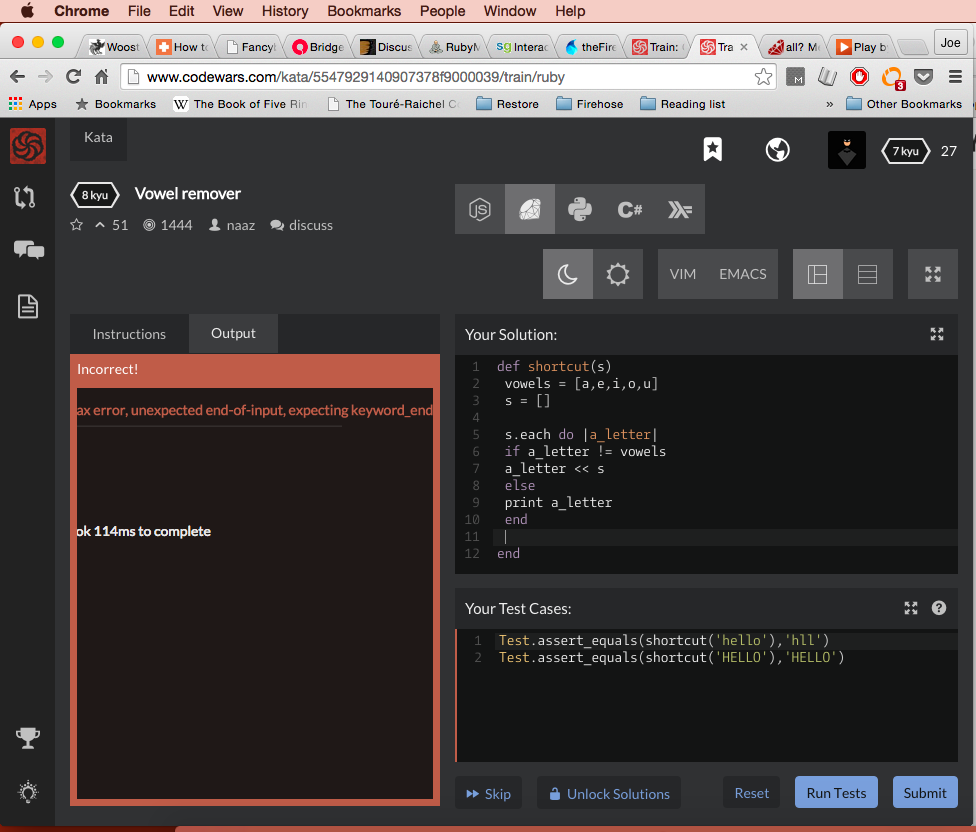 Chrome File Edit View History Bookmarks People Window Help
Woost How to Fancyl Bridge Discus RubyM Interac theFire Train: Tra all? Me Play b Joe
www.codewars.com/kata/5547929140907378f9000039/train/ruby
3
Apps Bookmarks W The Book of Five Rin The Touré-Raichel C Restore Firehose Reading list » Other Bookmarks
Kata
7 kyu 27
8 kyu Vowel remover
51 1444 naaz discuss
JS C#
VIM EMACS
Instructions Output
Incorrect!
ax error, unexpected end-of-input, expecting keyword_end
ok 114ms to complete
Your Solution:
1 def shortcut(s)
2 vowels = [a,e,i,o,u]
3 s = []
4
5 s.each do |a_letter|
6 if a_letter != vowels
7 a_letter << s
8 else
9 print a_letter
10 end
11
12 end
Your Test Cases:
?
1 Test.assert_equals(shortcut('hello'),'hll')
2 Test.assert_equals(shortcut('HELLO'),'HELLO')
Skip Unlock Solutions Reset Run Tests Submit